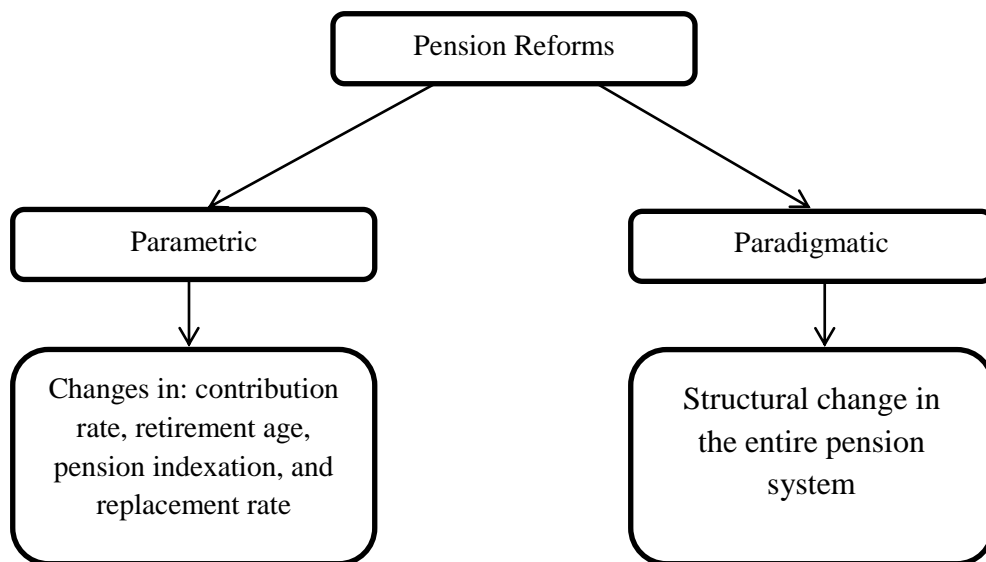 Pension Reforms
Parametric
Paradigmatic
Changes in: contribution
rate, retirement age,
pension indexation, and
replacement rate
Structural change in
the entire pension
system